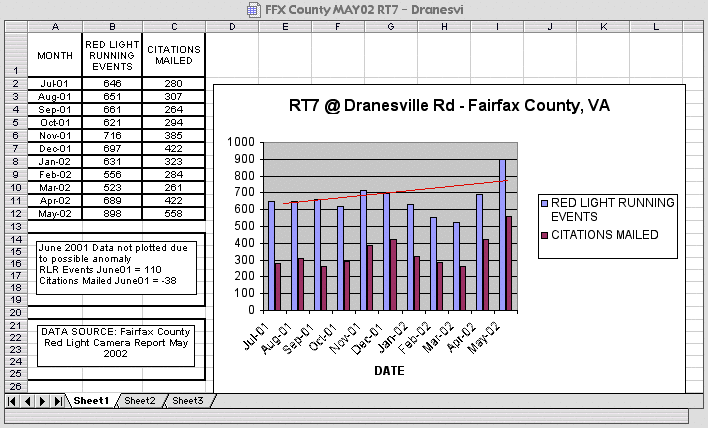 FFX County MAY02 RT7 - Dranesvi
A B C D E F G H I J K L
1 MONTH RED LIGHT RUNNING EVENTS CITATIONS MAILED
2 Jul-01 646 280
3 Aug-01 651 307
4 Sep-01 661 264
5 Oct-01 621 294
6 Nov-01 716 385
7 Dec-01 697 422
8 Jan-02 631 323
9 Feb-02 556 284
10 Mar-02 523 261
11 Apr-02 689 422
12 May-02 898 558
13
14
15
16
17
18
19
20
21
22
23
24
25
26
June 2001 Data not plotted due
to possible anomaly
RLR Events June01 = 110
Citations Mailed June01 = -38
DATA SOURCE: Fairfax County
Red Light Camera Report May
2002
RT7 @ Dranesville Rd - Fairfax County, VA
1000
900
800
700
600
500
400
300
200
100
0
Jul-01 Aug-01 Sep-01 Oct-01 Nov-01 Dec-01 Jan-02 Feb-02 Mar-02 Apr-02 May-02
DATE
RED LIGHT RUNNING
EVENTS
CITATIONS MAILED
Sheet1 Sheet2 Sheet3